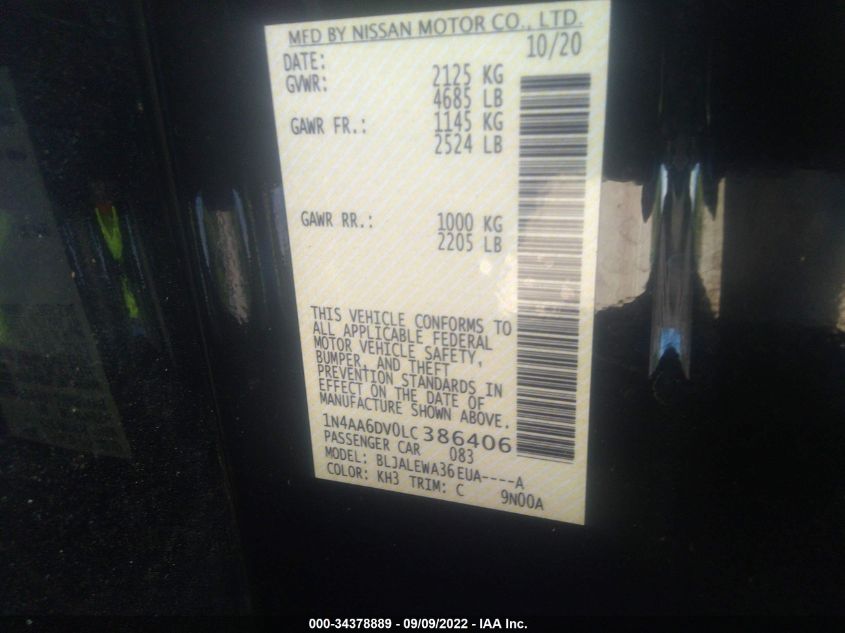 MFD BY NISSAN MOTOR CO., LTD.
DATE: 10/20
GVWR: 2125 KG
4685 LB
GAWR FR.: 1145 KG
2524 LB
GAWR RR.: 1000 KG
2205 LB
THIS VEHICLE CONFORMS TO
ALL APPLICABLE FEDERAL
MOTOR VEHICLE SAFETY,
BUMPER, AND THEFT
PREVENTION STANDARDS IN
EFFECT ON THE DATE OF
MANUFACTURE SHOWN ABOVE.
1N4AA6DV0LC386406
PASSENGER CAR 083
MODEL: BLJALEWA36EUA----A
COLOR: KH3 TRIM: C 9N00A
000-34378889 - 09/09/2022 - IAA Inc.